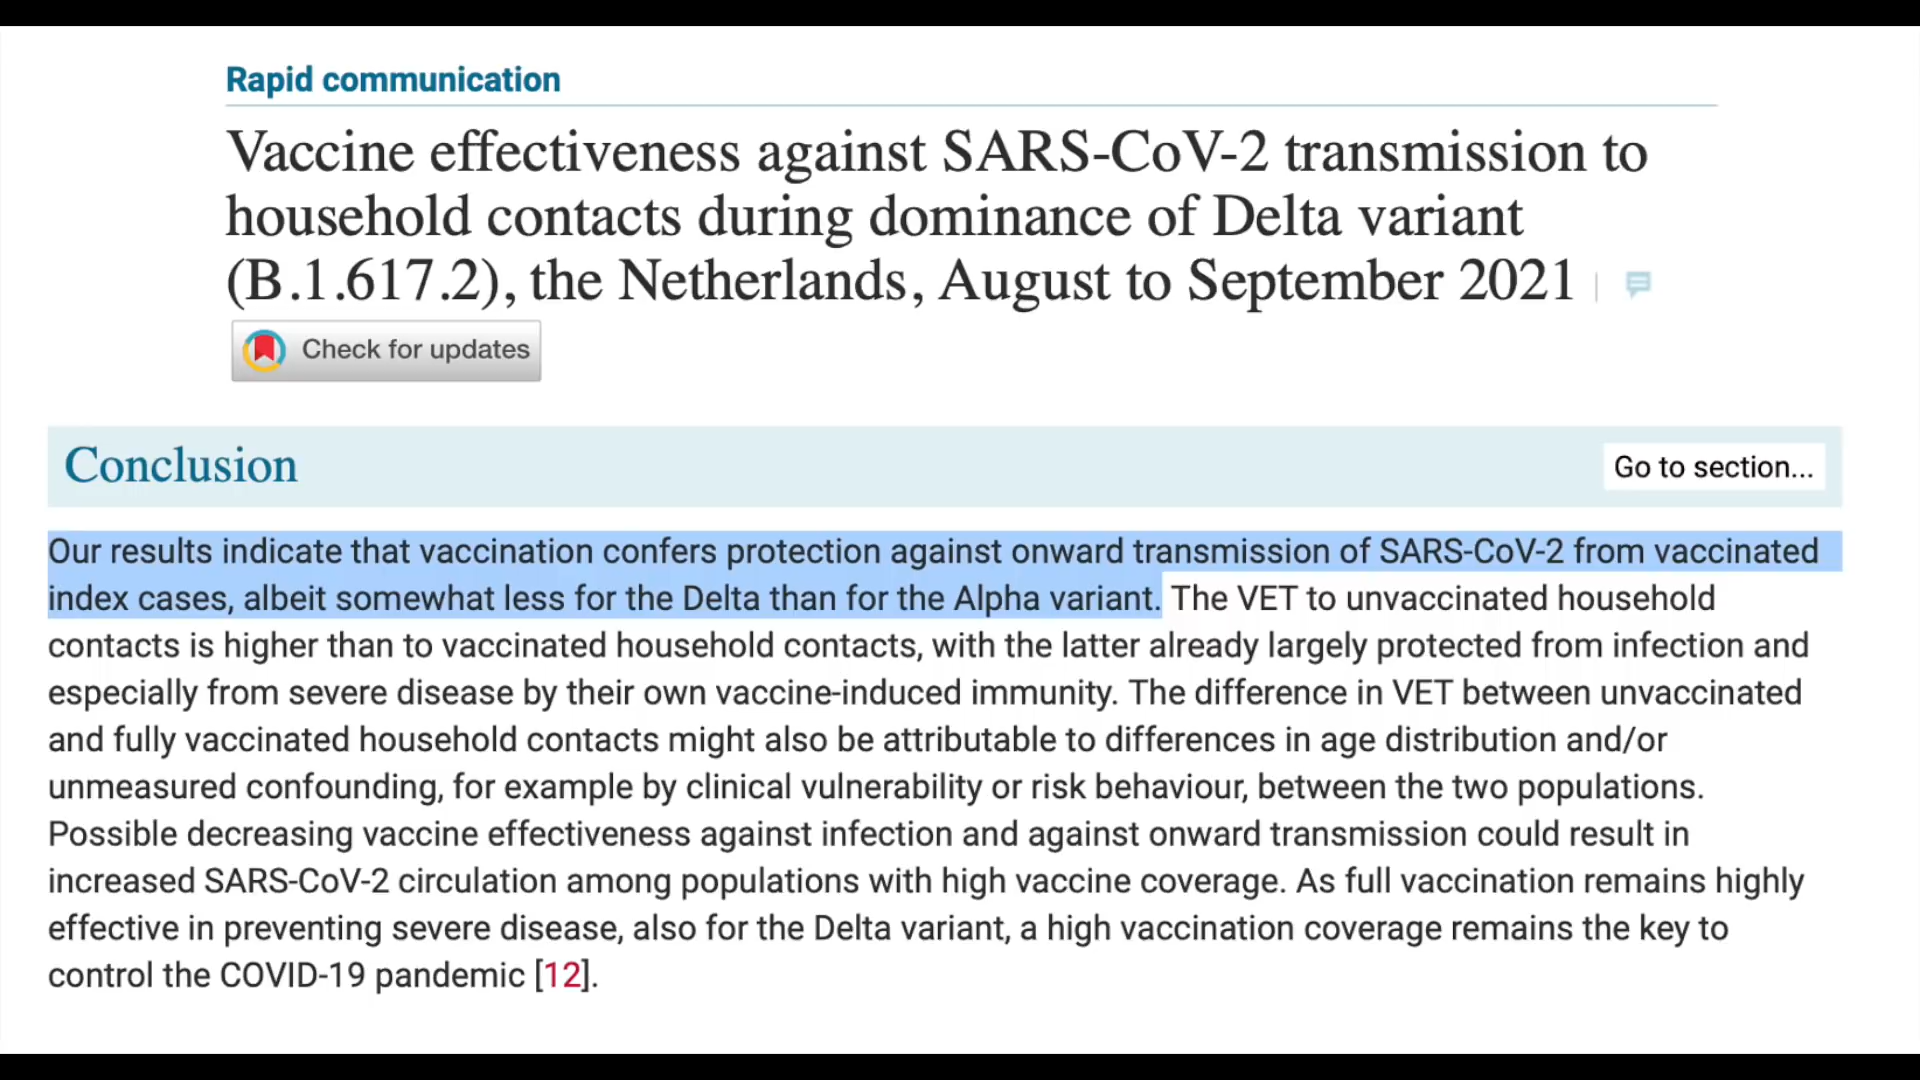 Rapid communication
Vaccine effectiveness against SARS-CoV-2 transmission to
household contacts during dominance of Delta variant
(B.1.617.2), the Netherlands, August to September 2021
Check for updates
Conclusion
Go to section...
Our results indicate that vaccination confers protection against onward transmission of SARS-CoV-2 from vaccinated
index cases, albeit somewhat less for the Delta than for the Alpha variant. The VET to unvaccinated household
contacts is higher than to vaccinated household contacts, with the latter already largely protected from infection and
especially from severe disease by their own vaccine-induced immunity. The difference in VET between unvaccinated
and fully vaccinated household contacts might also be attributable to differences in age distribution and/or
unmeasured confounding, for example by clinical vulnerability or risk behaviour, between the two populations.
Possible decreasing vaccine effectiveness against infection and against onward transmission could result in
increased SARS-CoV-2 circulation among populations with high vaccine coverage. As full vaccination remains highly
effective in preventing severe disease, also for the Delta variant, a high vaccination coverage remains the key to
control the COVID-19 pandemic [12].